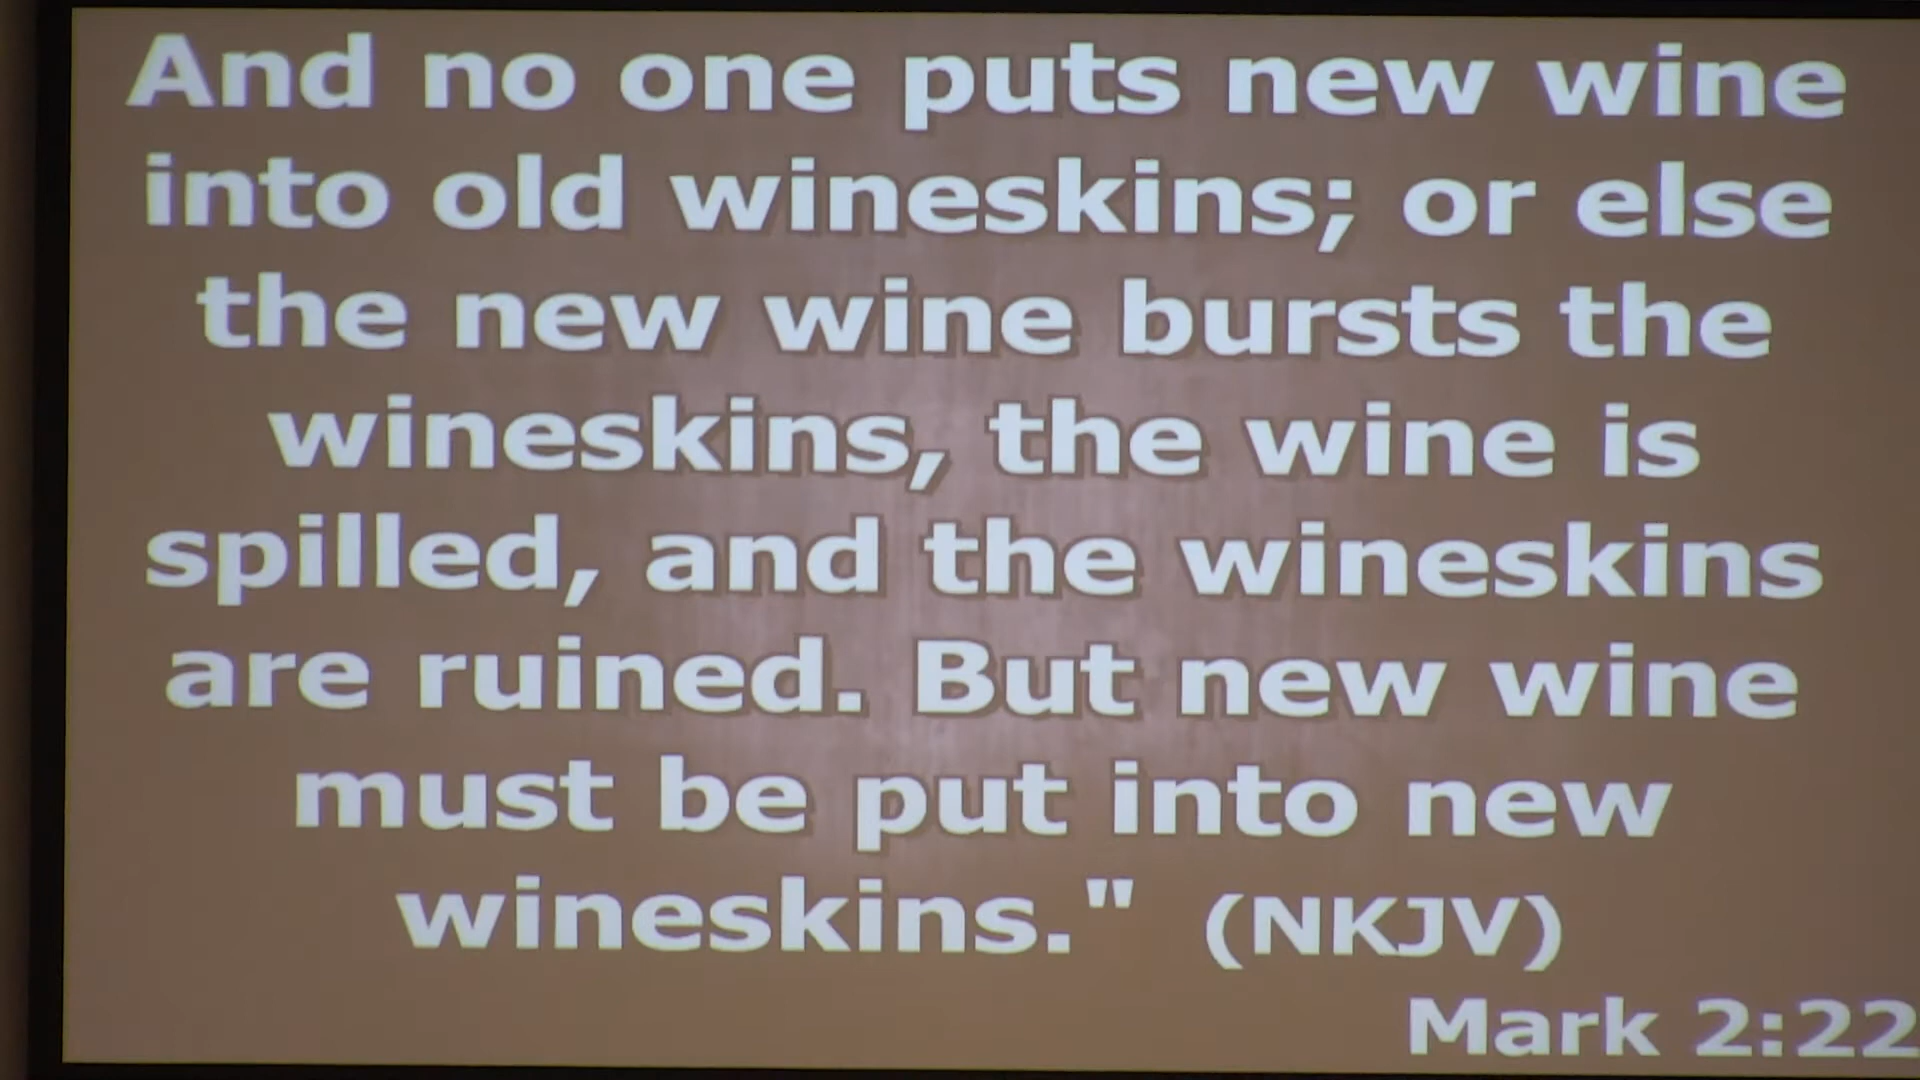 And no one puts new wine
into old wineskins; or else
the new wine bursts the
wineskins, the wine is
spilled, and the wineskins
are ruined. But new wine
must be put into new
wineskins." (NKJV)
Mark 2:22